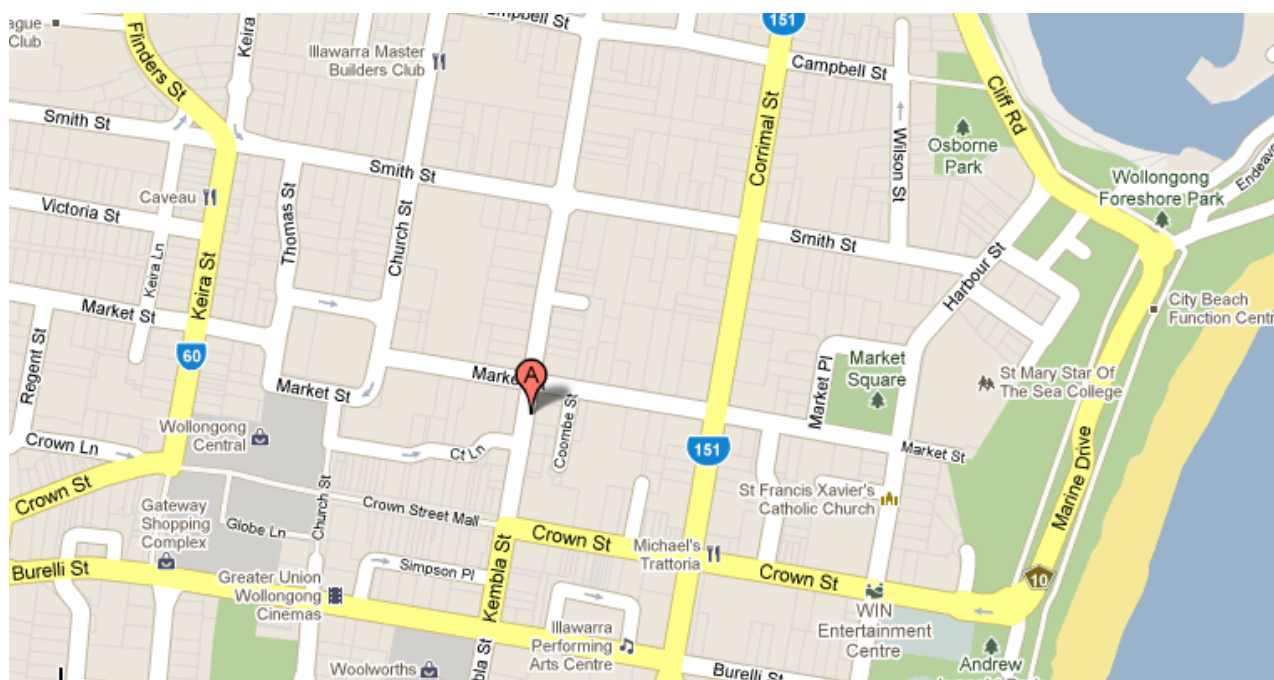 ague
Club
Flinders St
Keira
Illawarra Master
Builders Club
Campbell St
151
Campbell St
Cliff Rd
Smith St
Smith St
Corrimal St
Wilson St
Osborne
Park
Wollongong
Foreshore Park
Endeav
Caveau
Victoria St
Keira Ln
Thomas St
Church St
Smith St
Harbour St
Keira St
Market St
City Beach
Function Centr
Regent St
60
Market St
Market
A
Coombe St
Market Pl
Market
Square
St Mary Star Of
The Sea College
Wollongong
Central
Crown Ln
Ct Ln
151
Market St
Marine Drive
Crown St
Gateway
Shopping
Complex
Globe Ln
Church St
Crown Street Mall
St Francis Xavier's
Catholic Church
Crown St
Michael's
Trattoria
Crown St
10
Burelli St
Greater Union
Wollongong
Cinemas
Simpson Pl
Kembla St
WIN
Entertainment
Centre
Illawarra
Performing
Arts Centre
Woolworths
bla St
Burelli St
Andrew